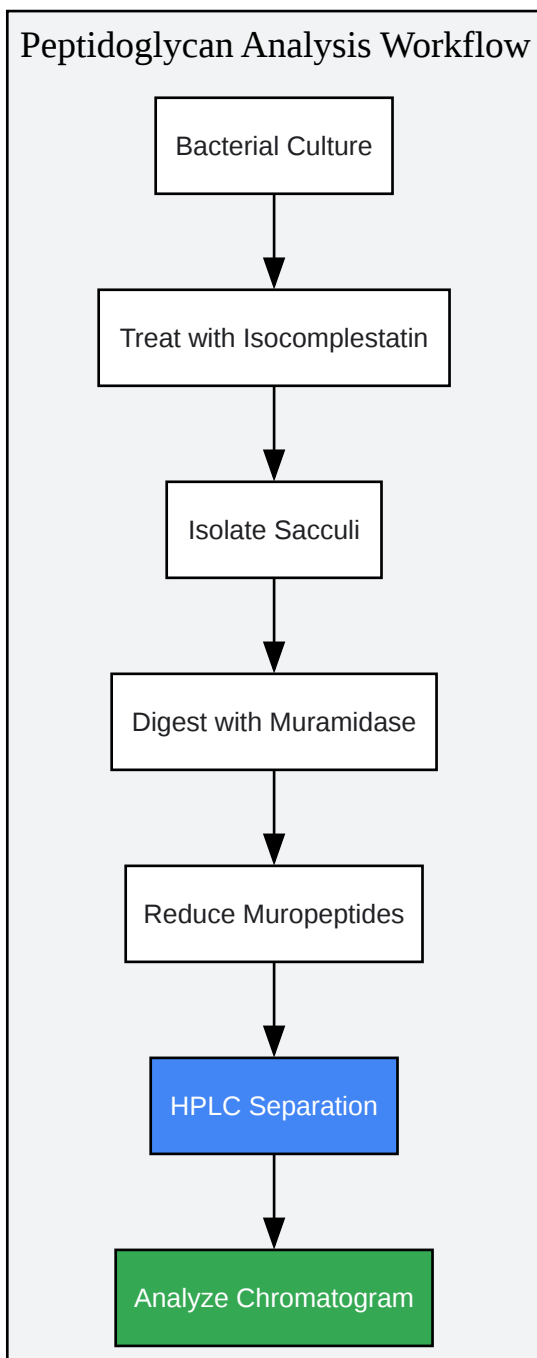 Peptidoglycan Analysis Workflow
Bacterial Culture
Treat with Isocomplestatin
Isolate Sacculi
Digest with Muramidase
Reduce Muropeptides
HPLC Separation
Analyze Chromatogram